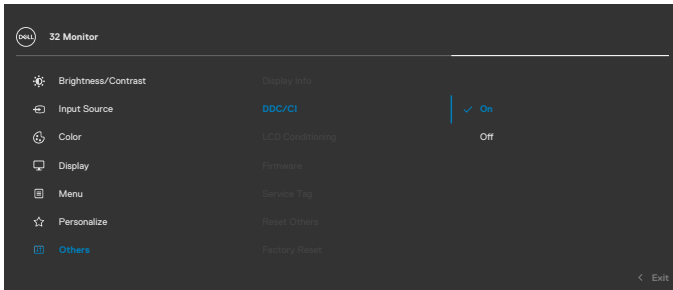 DELL 32 Monitor
Brightness/Contrast Display Info
Input Source DDC/CI On
Color LCD Conditioning Off
Display Firmware
Menu Service Tag
Personalize Reset Others
Others Factory Reset
Exit